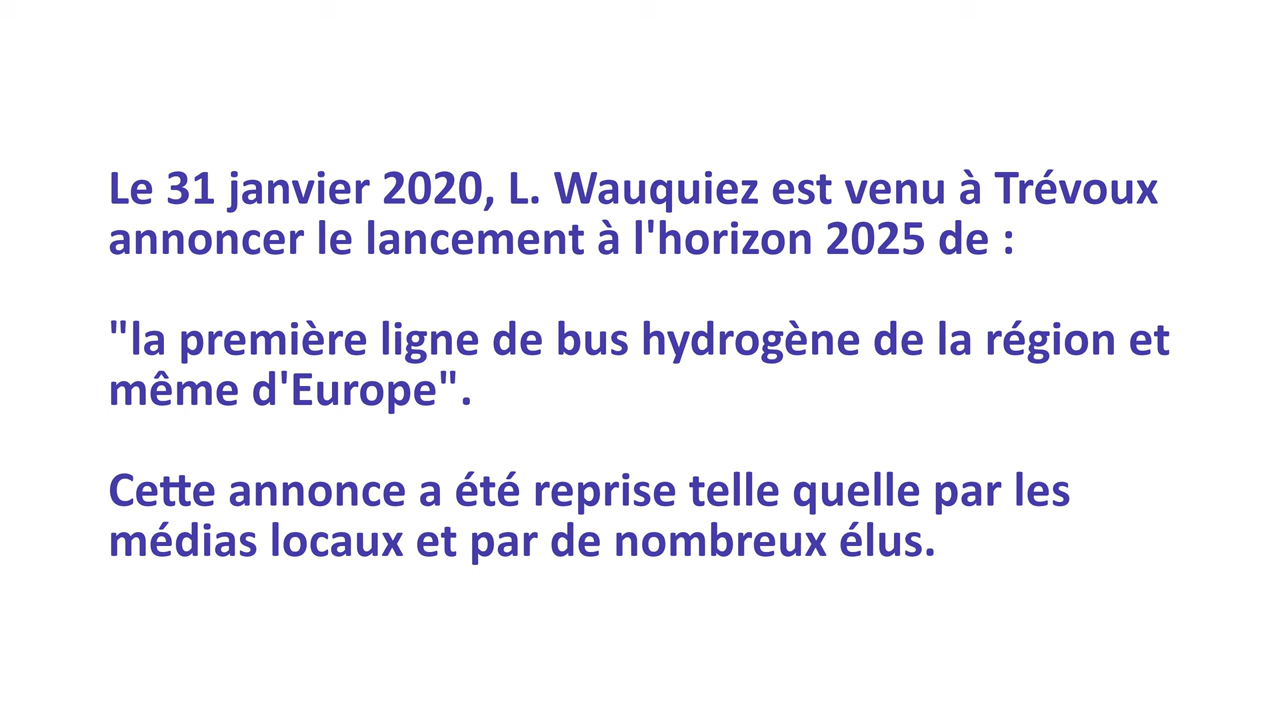 Le 31 janvier 2020, L. Wauquiez est venu à Trévoux
annoncer le lancement à l'horizon 2025 de :
"la première ligne de bus hydrogène de la région et
même d'Europe".
Cette annonce a été reprise telle quelle par les
médias locaux et par de nombreux élus.